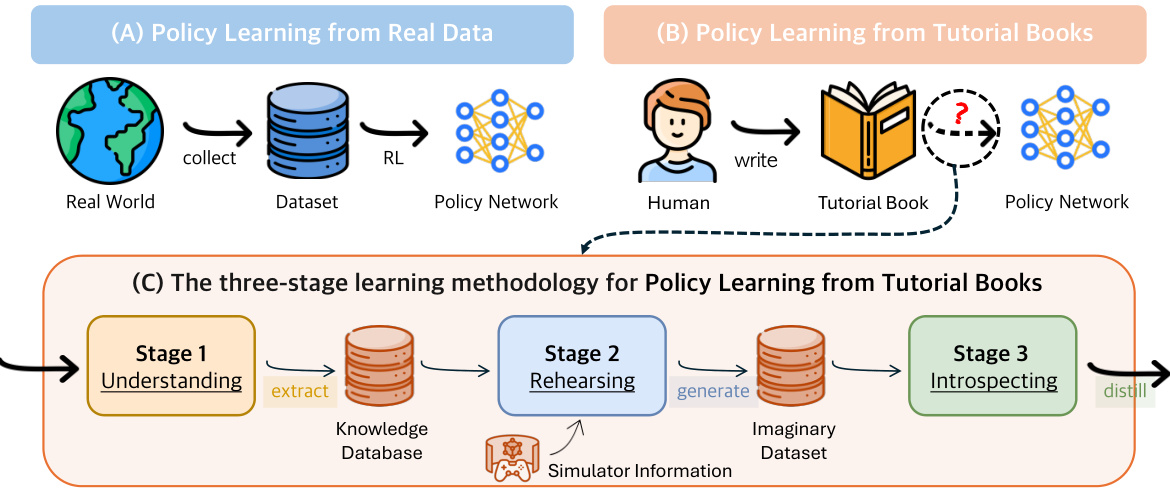 (A) Policy Learning from Real Data
collect
RL
Real World
Dataset
Policy Network
(B) Policy Learning from Tutorial Books
?
write
Human
Tutorial Book
Policy Network
(C) The three-stage learning methodology for Policy Learning from Tutorial Books
Stage 1
Understanding
extract
Knowledge
Database
Stage 2
Rehearsing
Simulator Information
generate
Imaginary
Dataset
Stage 3
Introspecting
distill